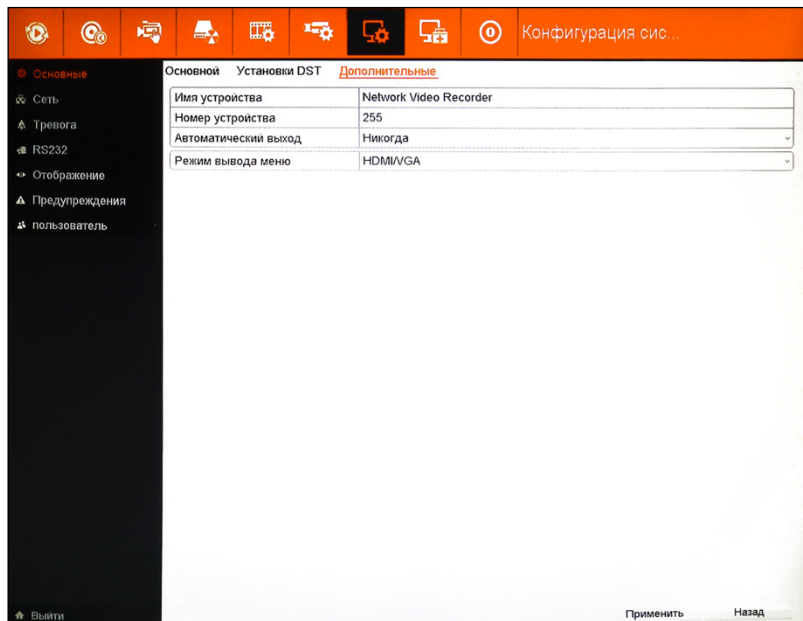 Конфигурация сис...
Основные
Сеть
Тревога
RS232
Отображение
Предупреждения
пользователь
Выйти
Основной Установки DST Дополнительные
Имя устройства Network Video Recorder
Номер устройства 255
Автоматический выход Никогда
Режим вывода меню HDMI/VGA
Применить Назад